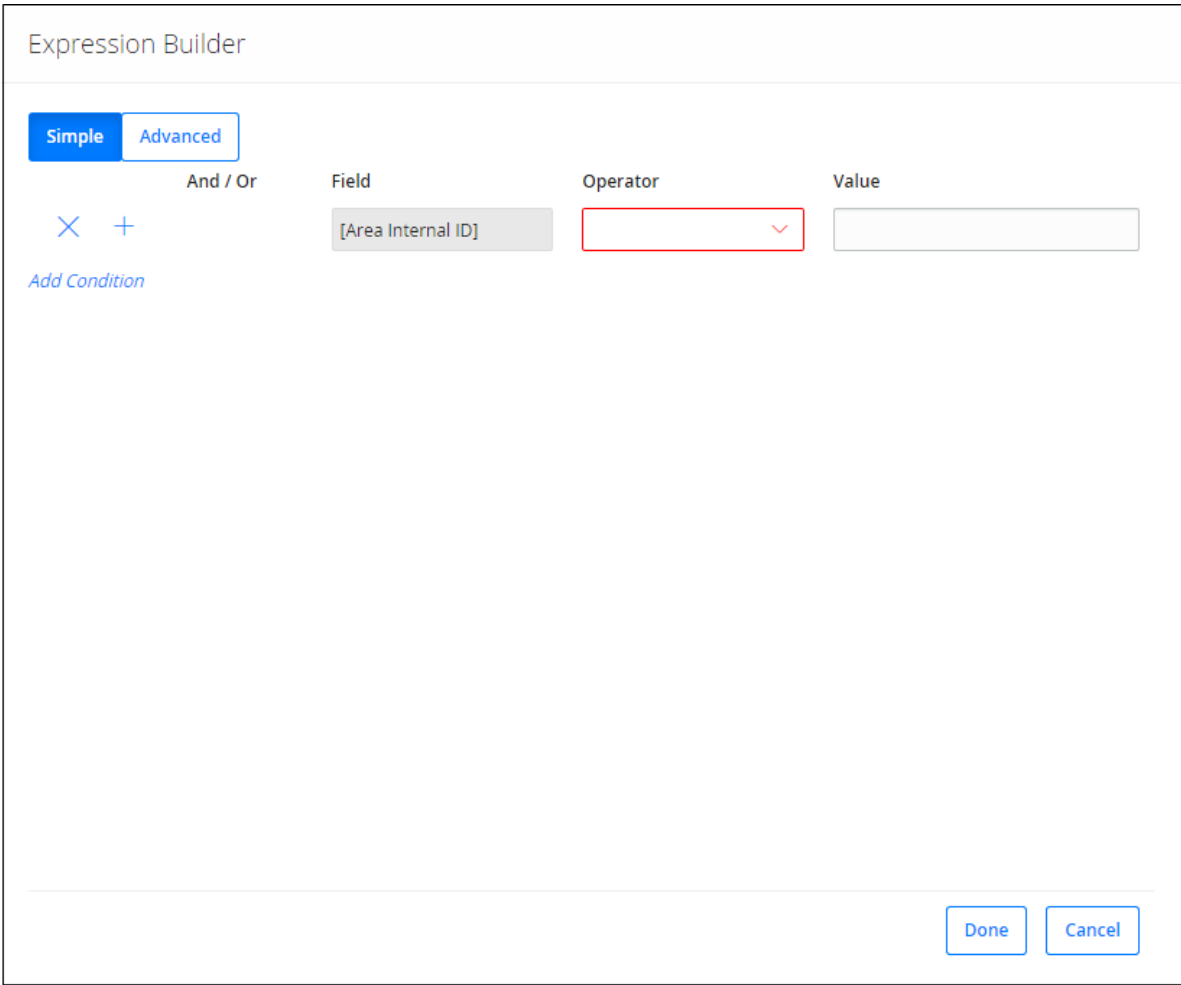 Expression Builder
Simple Advanced
And / Or Field Operator Value
[Area Internal ID]
Add Condition
Done Cancel